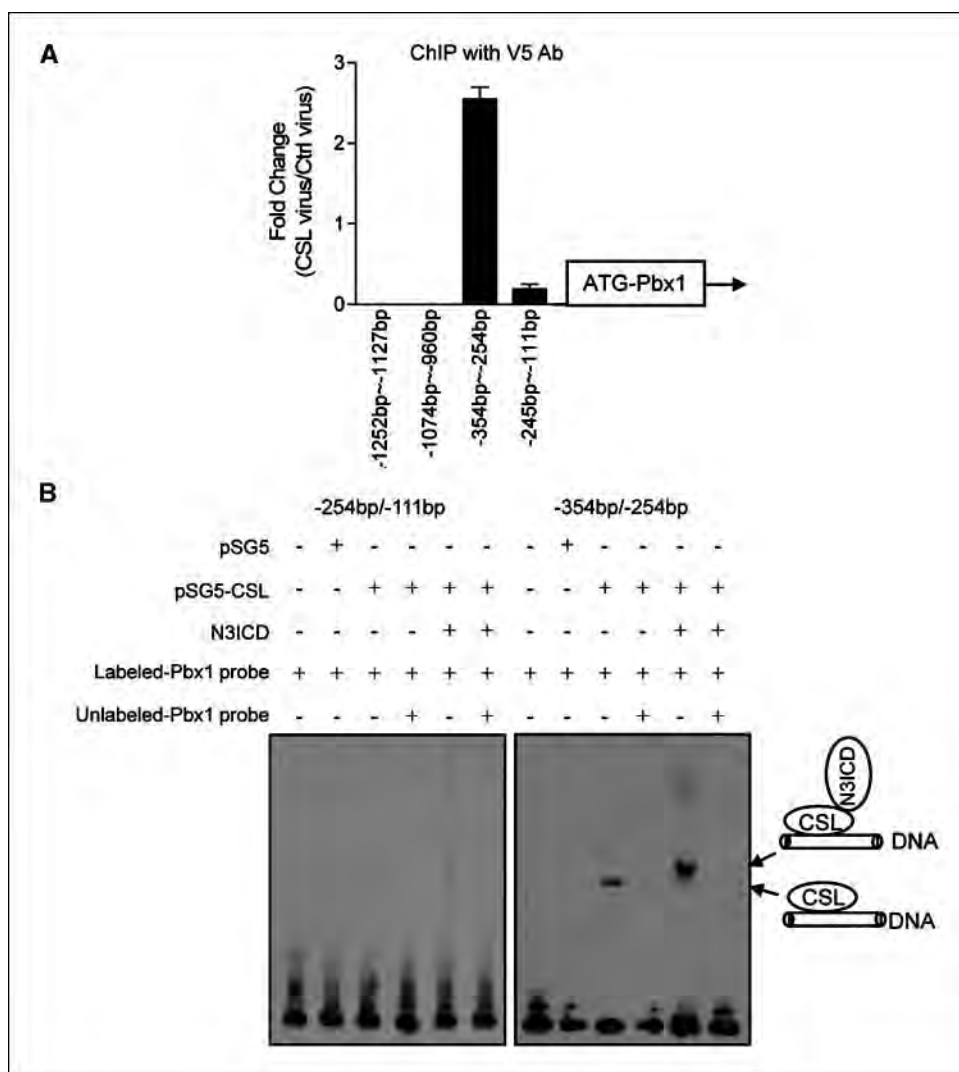 A
ChIP with V5 Ab
Fold Change
(CSL virus/Ctrl virus)
3
2
1
0
ATG-Pbx1
-1252bp~-1127bp
-1074bp~-960bp
-354bp~-254bp
-245bp~-111bp
B
-254bp/-111bp -354bp/-254bp
pSG5 - + - - - - - + - - - -
pSG5-CSL - - + + + + - - + + + +
N3ICD - - - - + + - - - - + +
Labeled-Pbx1 probe + + + + + + + + + + + +
Unlabeled-Pbx1 probe - - - + - + - - - + - +
N3ICD
CSL
DNA
CSL
DNA